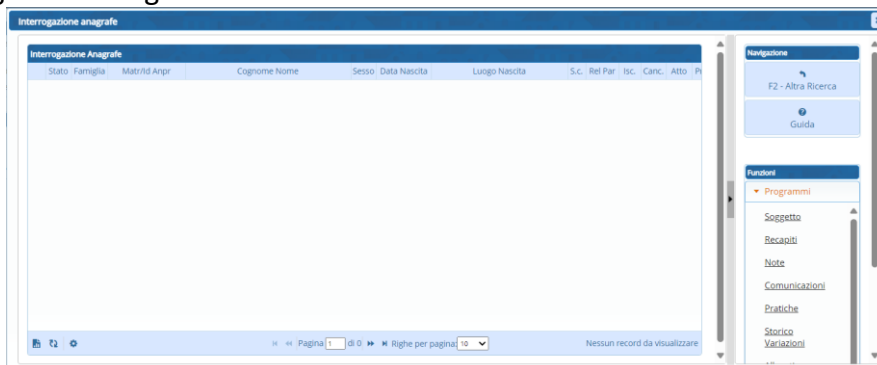 Interrogazione anagrafe
Interrogazione Anagrafe
Stato Famiglia Matr/Id Anpr Cognome Nome Sesso Data Nascita Luogo Nascita S.c. Rel Par Isc. Canc. Atto
Pagina 1 di 0 Righe per pagina: 10 Nessun record da visualizzare
Navigazione
F2 - Altra Ricerca
Guida
Funzioni
Programmi
Soggetto
Recapiti
Note
Comunicazioni
Pratiche
Storico
Variazioni